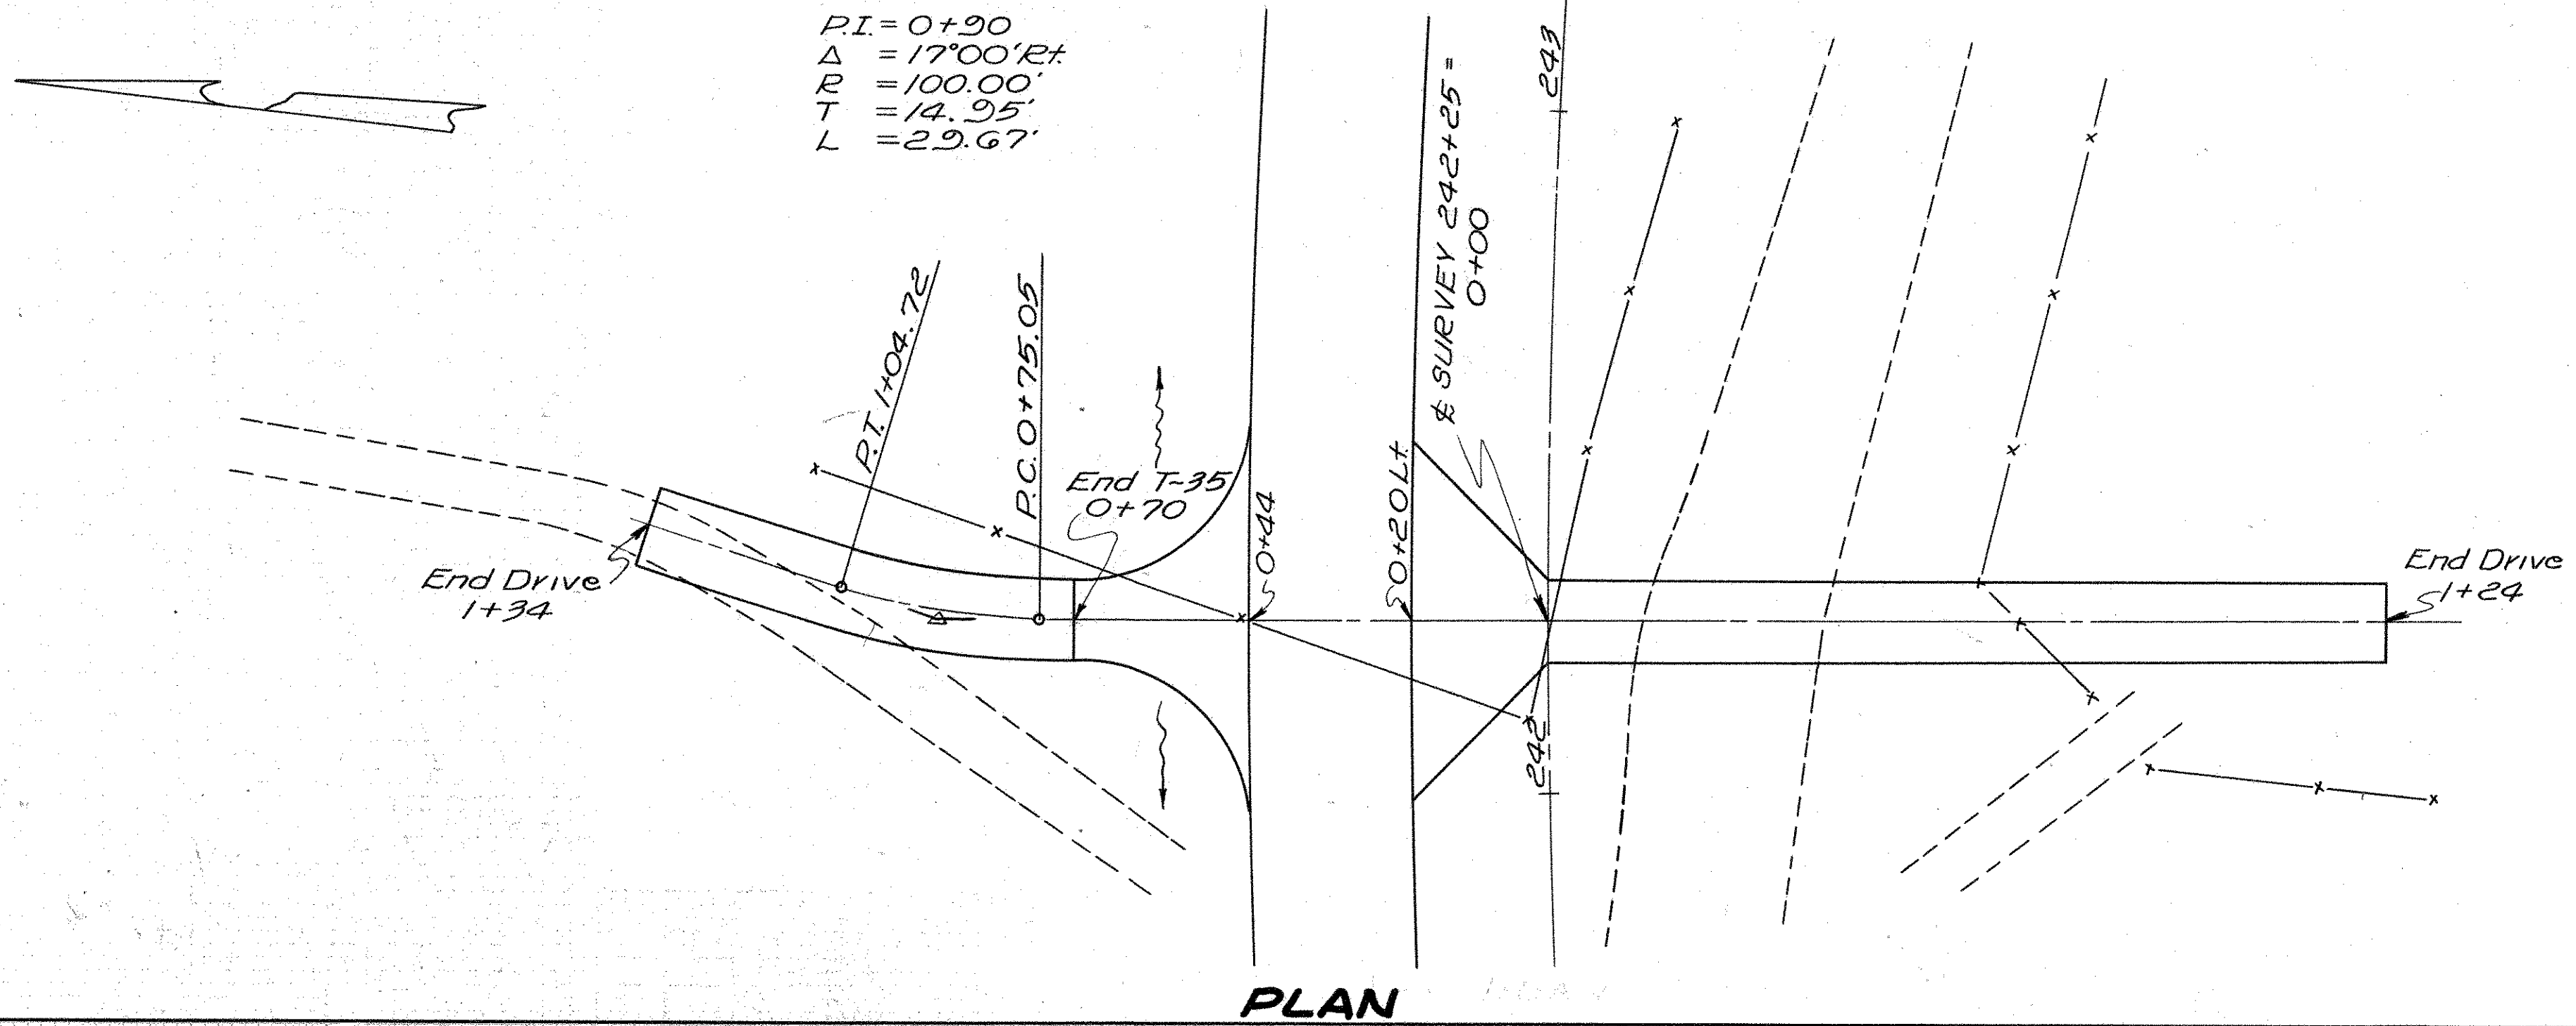 P.I. = 0+90
Δ = 17°00' Rt.
R = 100.00'
T = 14.95'
L = 29.67'
243
℄ SURVEY 242+25 =
0+00
P.T. 1+04.72
P.C. 0+75.05
End T-35
0+70
0+44
0+20 Lt.
End Drive
1+34
End Drive
1+24
242
PLAN